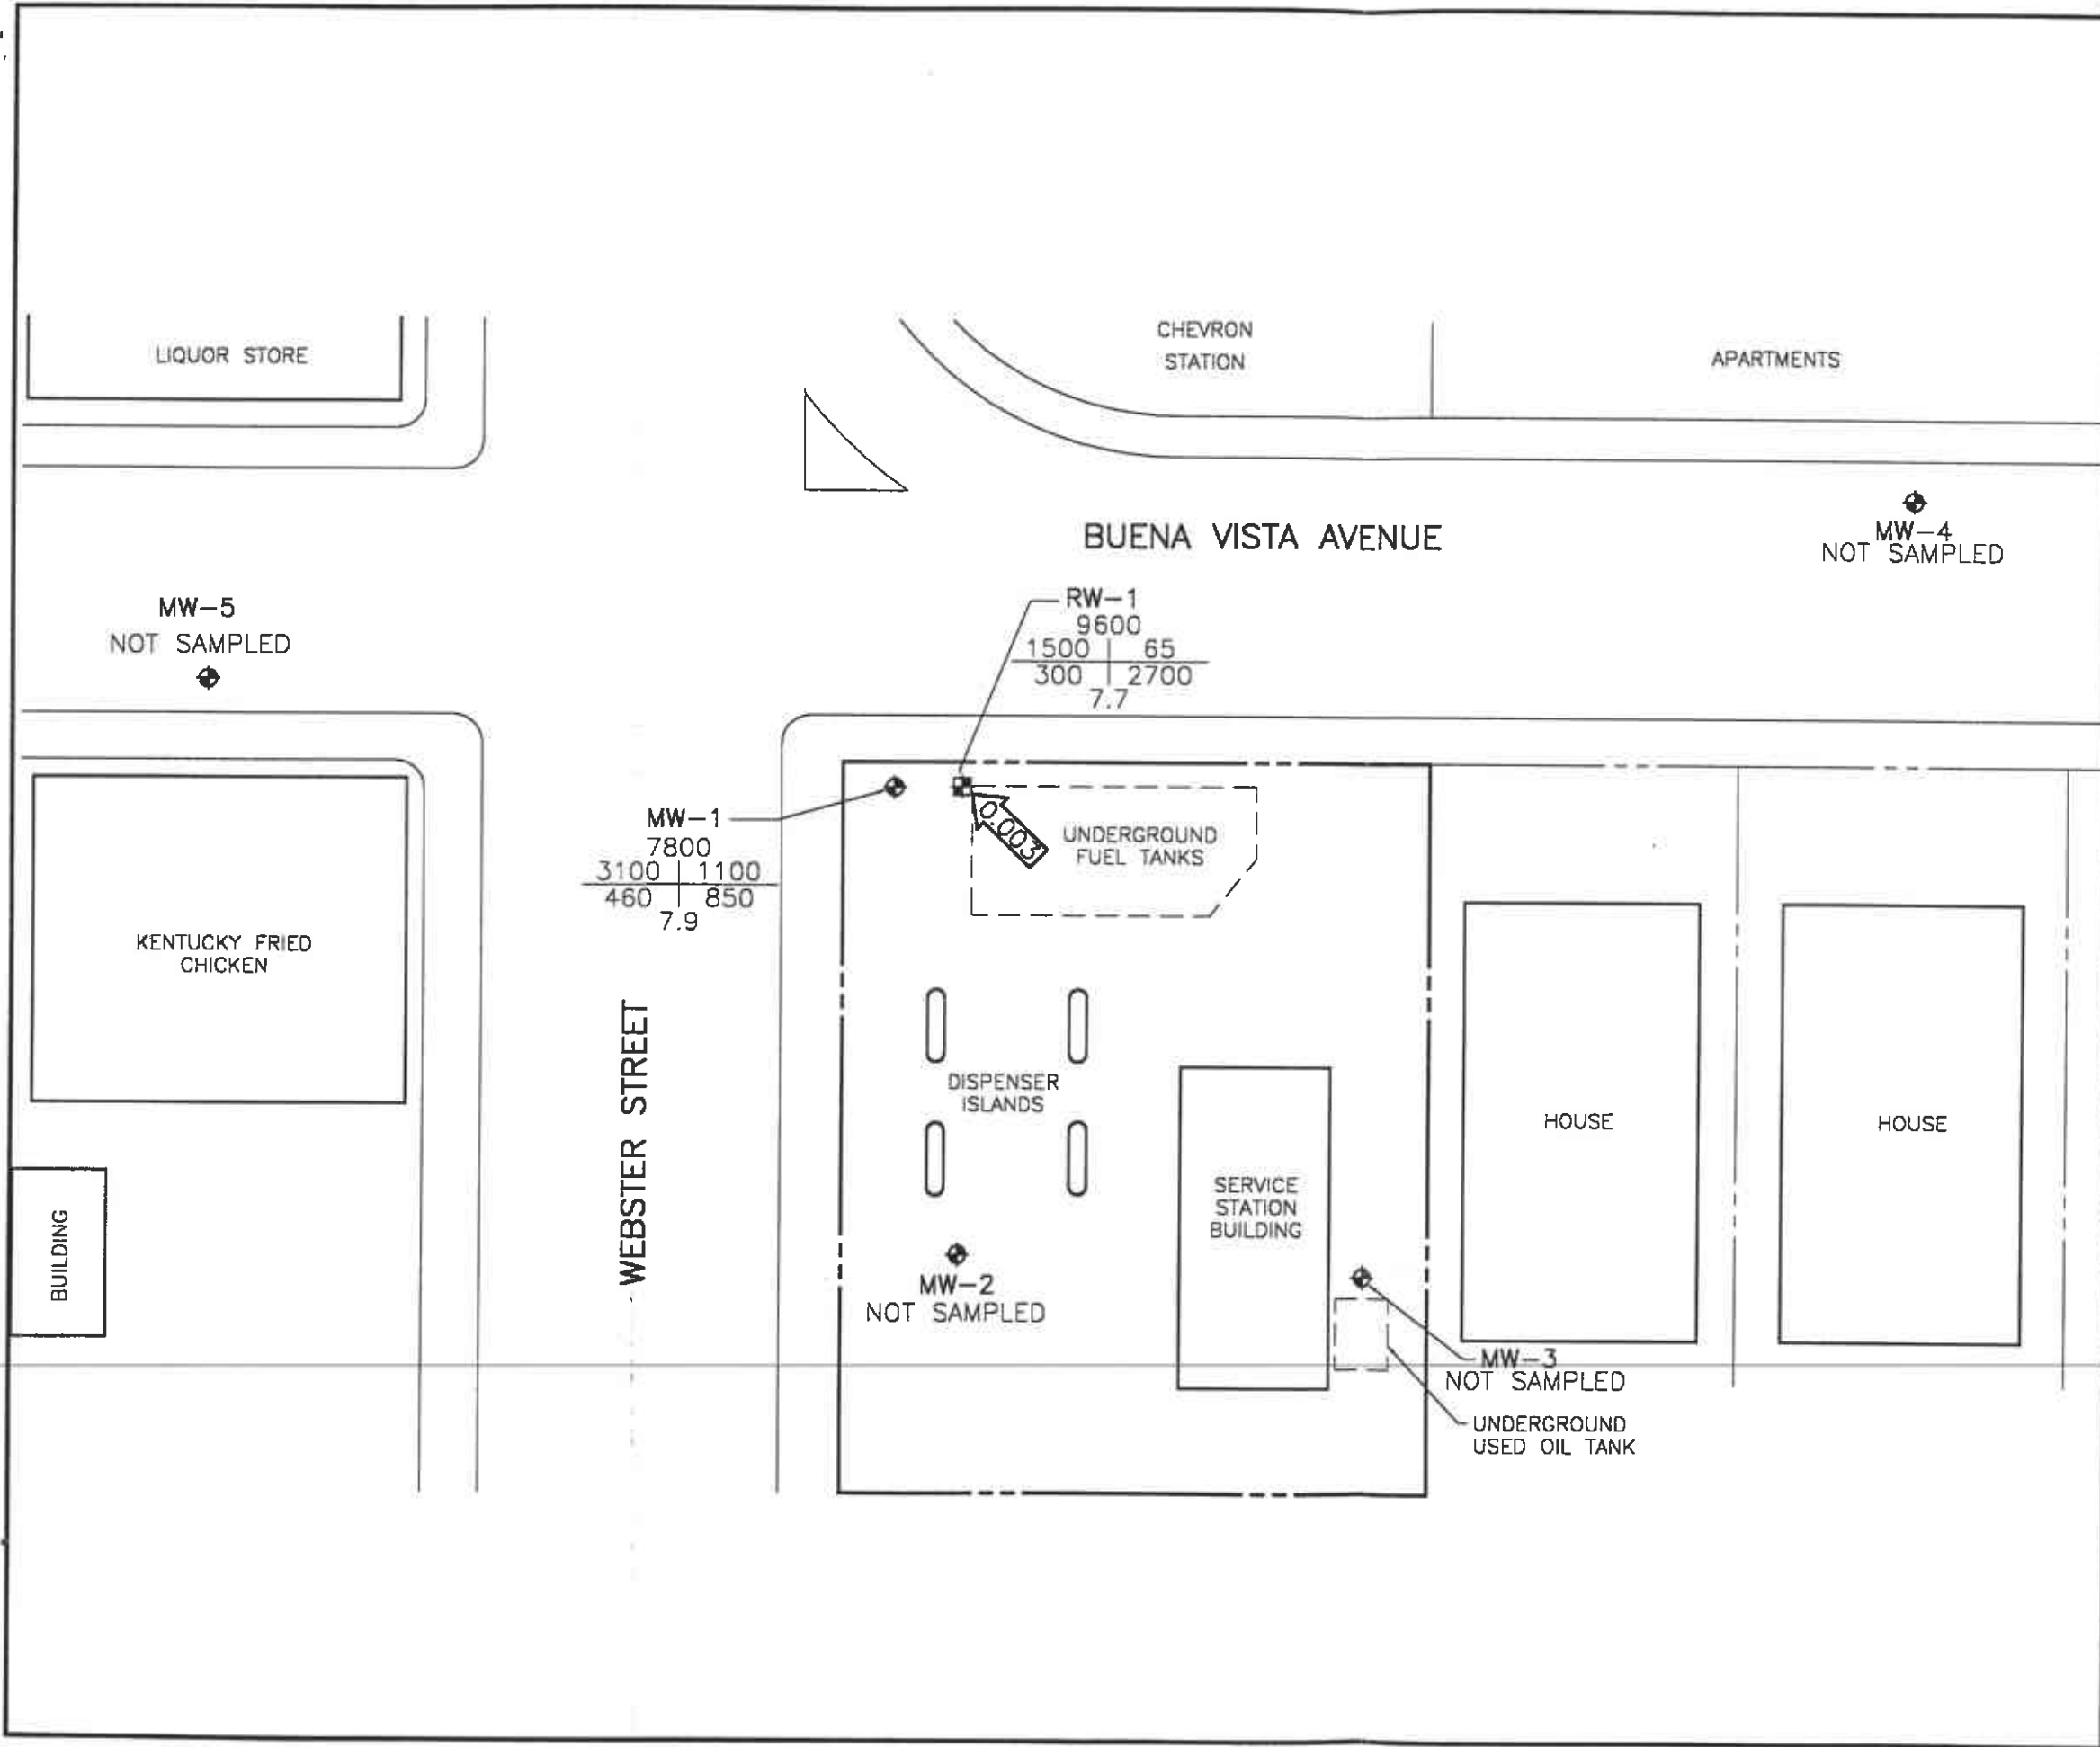 LIQUOR STORE
CHEVRON
STATION
APARTMENTS
BUENA VISTA AVENUE
MW-4
NOT SAMPLED
MW-5
NOT SAMPLED
RW-1
9600
1500 | 65
300 | 2700
7.7
MW-1
7800
3100 | 1100
460 | 850
7.9
0.003
UNDERGROUND
FUEL TANKS
KENTUCKY FRIED
CHICKEN
WEBSTER STREET
DISPENSER
ISLANDS
HOUSE
HOUSE
SERVICE
STATION
BUILDING
BUILDING
MW-2
NOT SAMPLED
MW-3
NOT SAMPLED
UNDERGROUND
USED OIL TANK